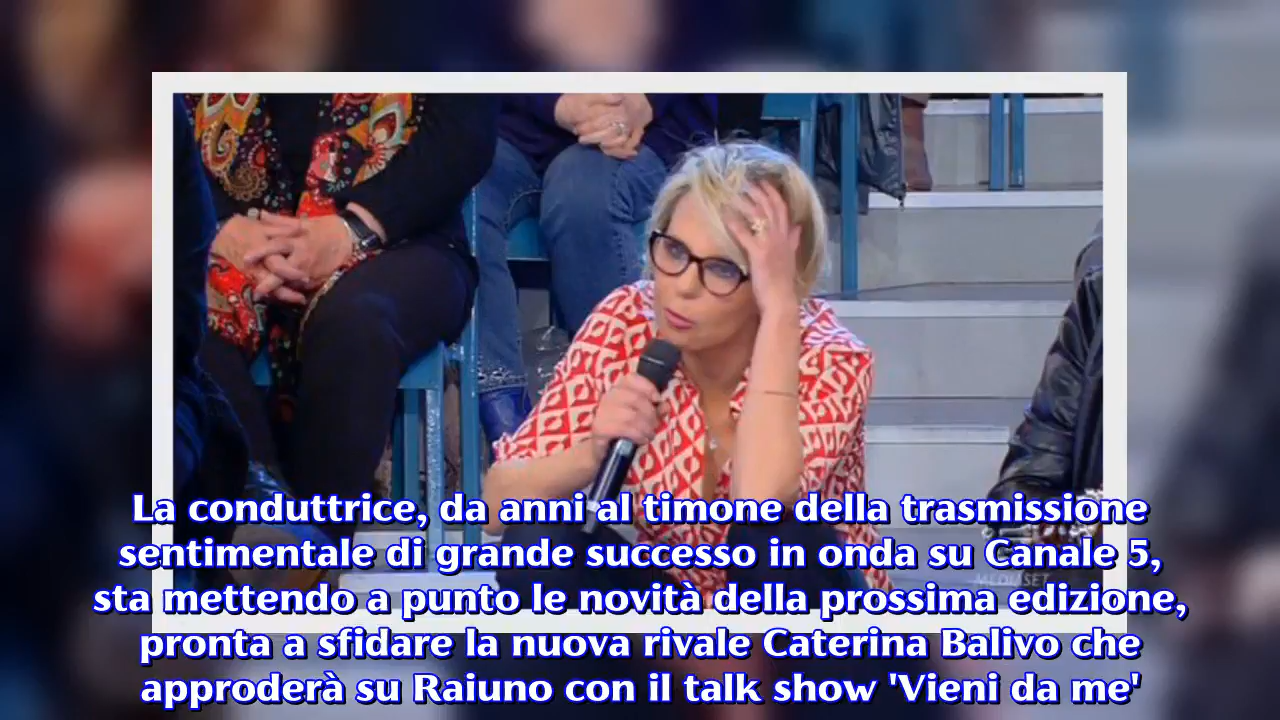 La conduttrice, da anni al timone della trasmissione
sentimentale di grande successo in onda su Canale 5,
sta mettendo a punto le novità della prossima edizione,
pronta a sfidare la nuova rivale Caterina Balivo che
approderà su Raiuno con il talk show 'Vieni da me'
MEDIASET